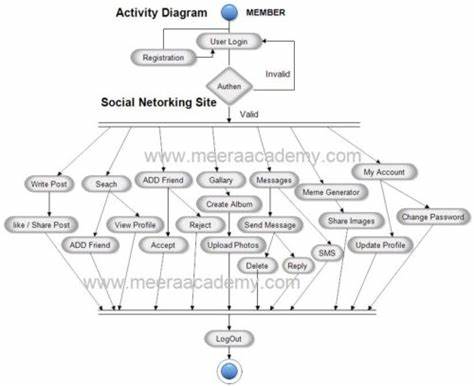 Activity Diagram
MEMBER
User Login
Registration
Invalid
Authen
Social Netorking Site
Valid
www.meeraacademy.com
My Account
Write Post
Seach
ADD Friend
Gallary
Messages
Meme Generator
Create Album
like / Share Post
View Profile
Reject
Send Message
Share Images
Change Password
ADD Friend
Accept
Upload Photos
SMS
Update Profile
Delete
Reply
www.meeraacademy.com
LogOut